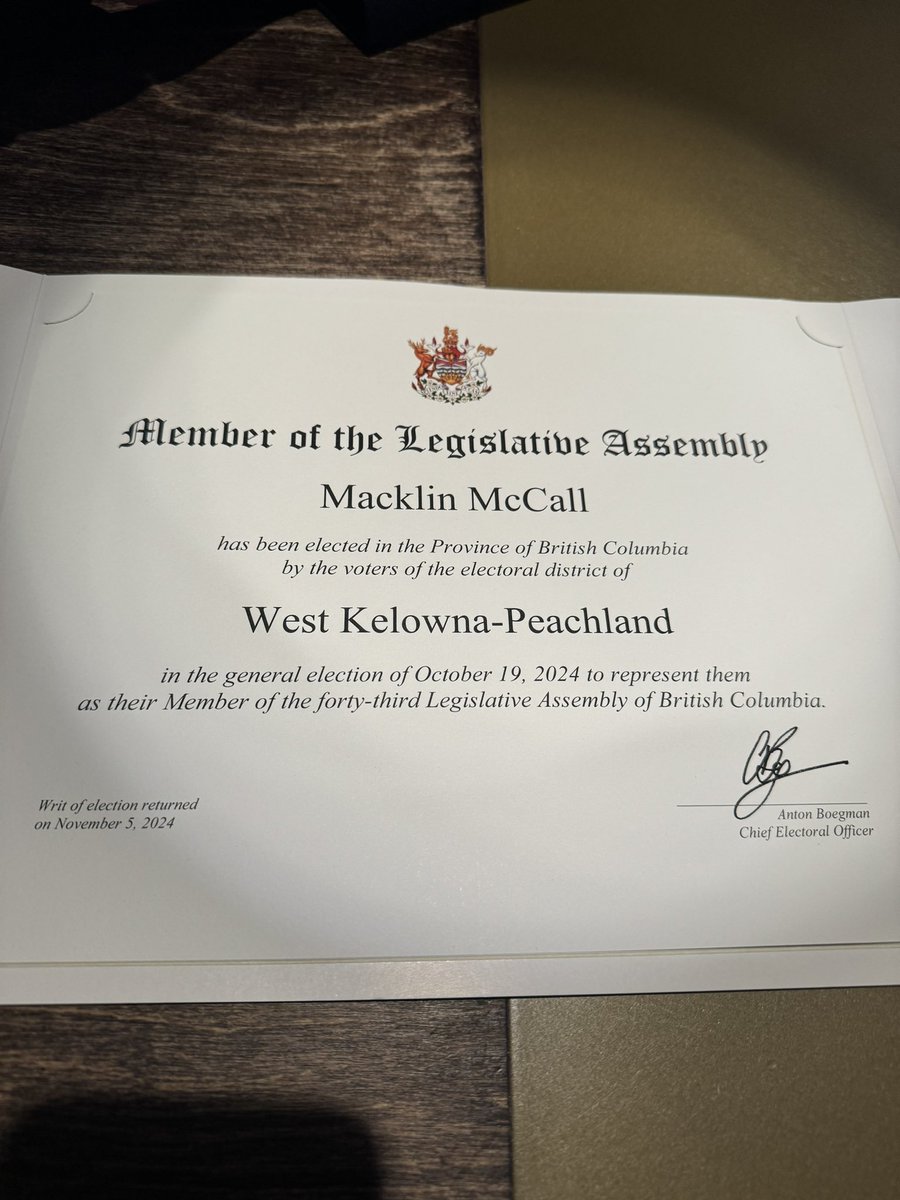 Member of the Legislative Assembly
Macklin McCall
has been elected in the Province of British Columbia
by the voters of the electoral district of
West Kelowna-Peachland
in the general election of October 19, 2024 to represent them
as their Member of the forty-third Legislative Assembly of British Columbia.
Writ of election returned
on November 5, 2024
Anton Boegman
Chief Electoral Officer